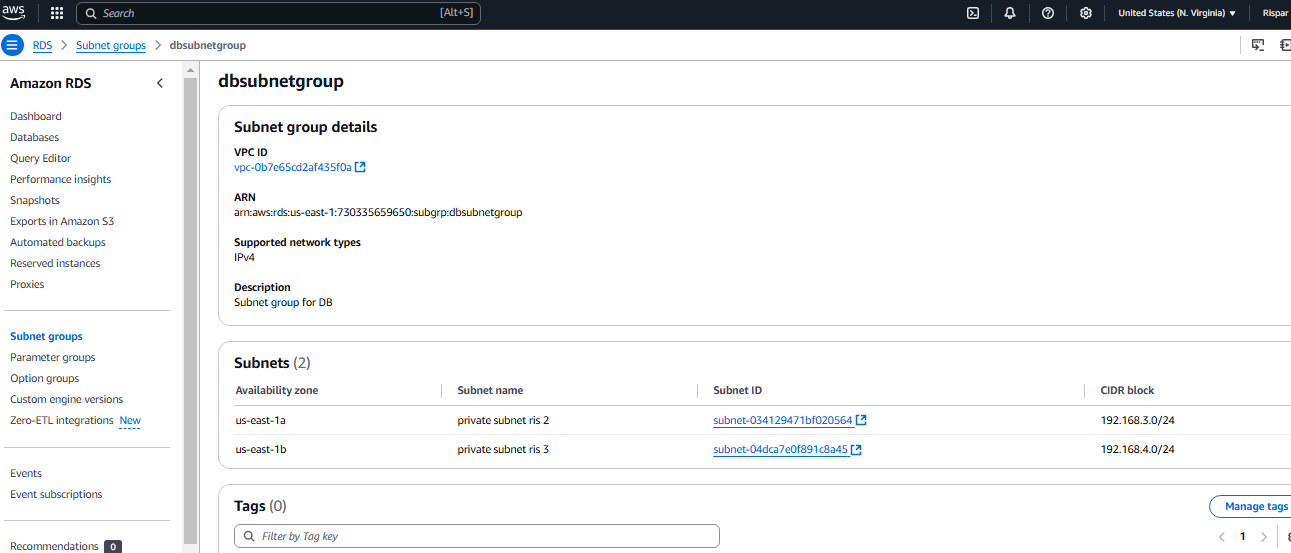 aws
Search [Alt+S]
United States (N. Virginia)
Rispar
RDS > Subnet groups > dbsubnetgroup
Amazon RDS
Dashboard
Databases
Query Editor
Performance insights
Snapshots
Exports in Amazon S3
Automated backups
Reserved instances
Proxies
Subnet groups
Parameter groups
Option groups
Custom engine versions
Zero-ETL integrations New
Events
Event subscriptions
Recommendations 0
dbsubnetgroup
Subnet group details
VPC ID
vpc-0b7e65cd2af435f0a
ARN
arn:aws:rds:us-east-1:730335659650:subgrp:dbsubnetgroup
Supported network types
IPv4
Description
Subnet group for DB
Subnets (2)
Availability zone Subnet name Subnet ID CIDR block
us-east-1a private subnet ris 2 subnet-034129471bf020564 192.168.3.0/24
us-east-1b private subnet ris 3 subnet-04dca7e0f891c8a45 192.168.4.0/24
Tags (0)
Manage tags
Filter by Tag key
1